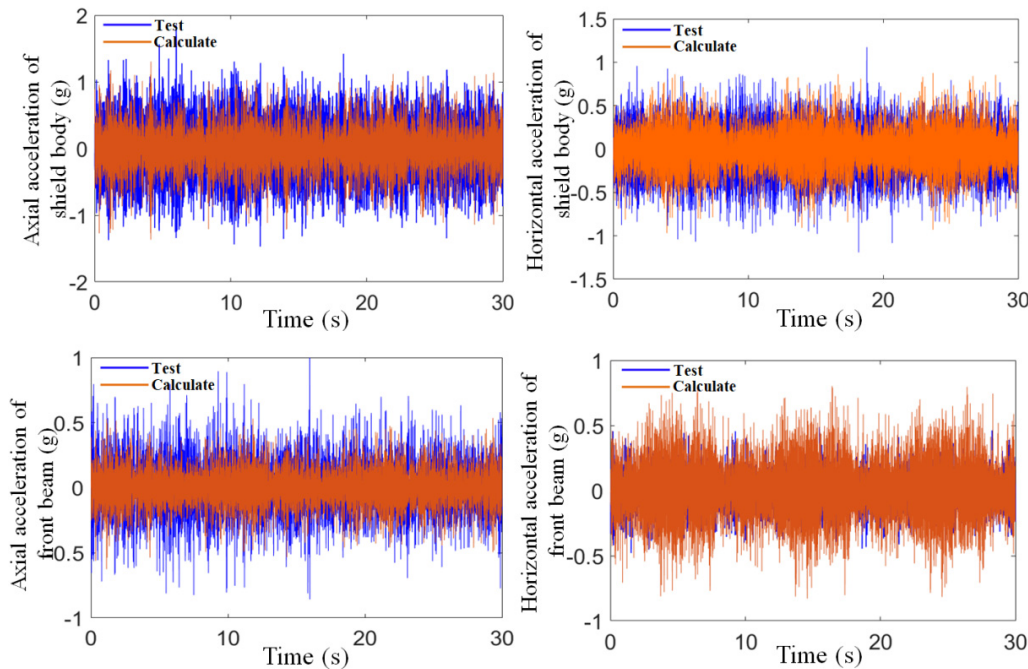 Axial acceleration of
shield body (g)
2
1
0
-1
-2
Test
Calculate
0
10
20
30
Time (s)
Horizontal acceleration of
shield body (g)
1.5
1
0.5
0
-0.5
-1
-1.5
Test
Calculate
0
10
20
30
Time (s)
Axial acceleration of
front beam (g)
1
0.5
0
-0.5
-1
Test
Calculate
0
10
20
30
Time (s)
Horizontal acceleration of
front beam (g)
1
0.5
0
-0.5
-1
Test
Calculate
0
10
20
30
Time (s)